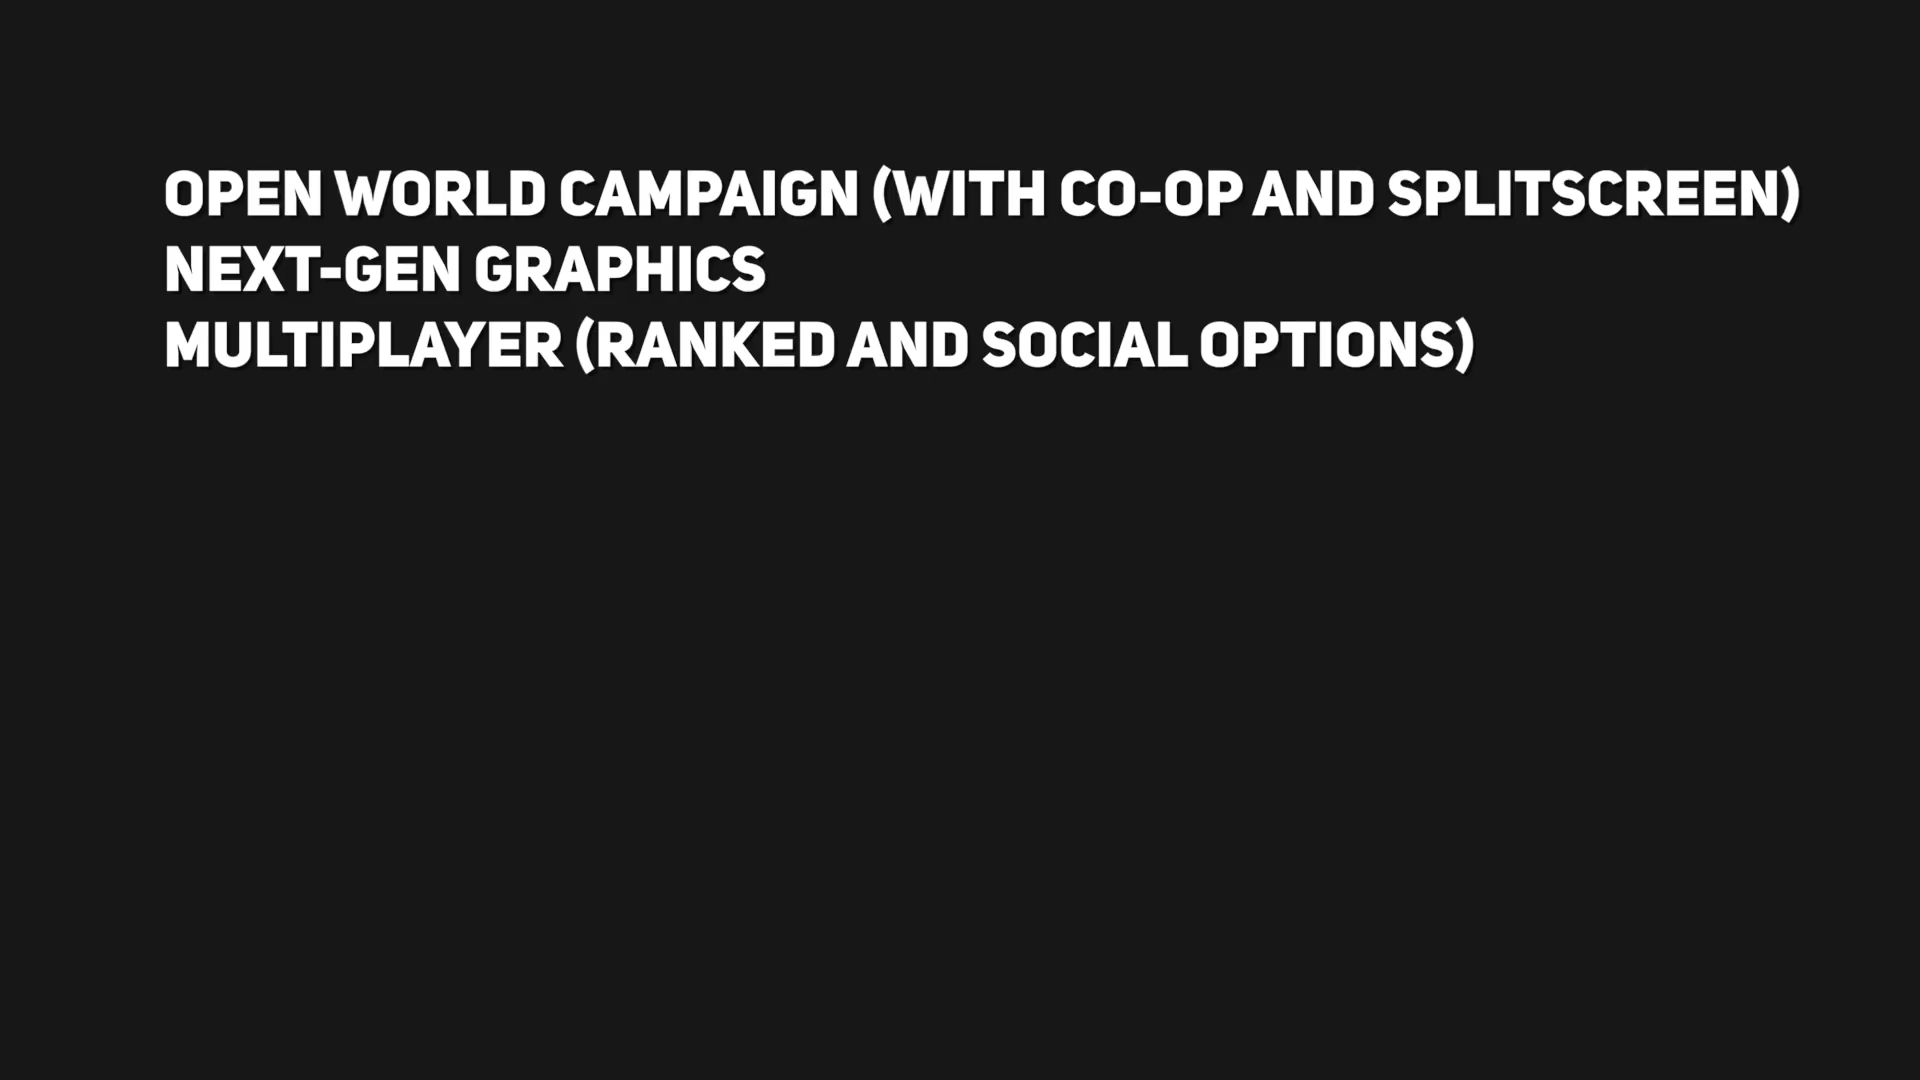 OPEN WORLD CAMPAIGN (WITH CO-OP AND SPLITSCREEN)
NEXT-GEN GRAPHICS
MULTIPLAYER (RANKED AND SOCIAL OPTIONS)